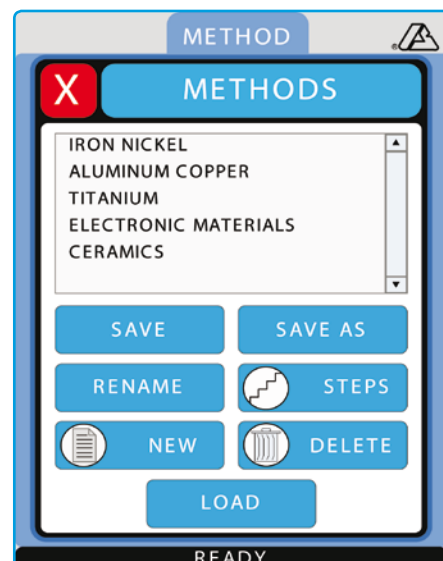 METHOD
X METHODS
IRON NICKEL
ALUMINUM COPPER
TITANIUM
ELECTRONIC MATERIALS
CERAMICS
SAVE SAVE AS
RENAME STEPS
NEW DELETE
LOAD
READY